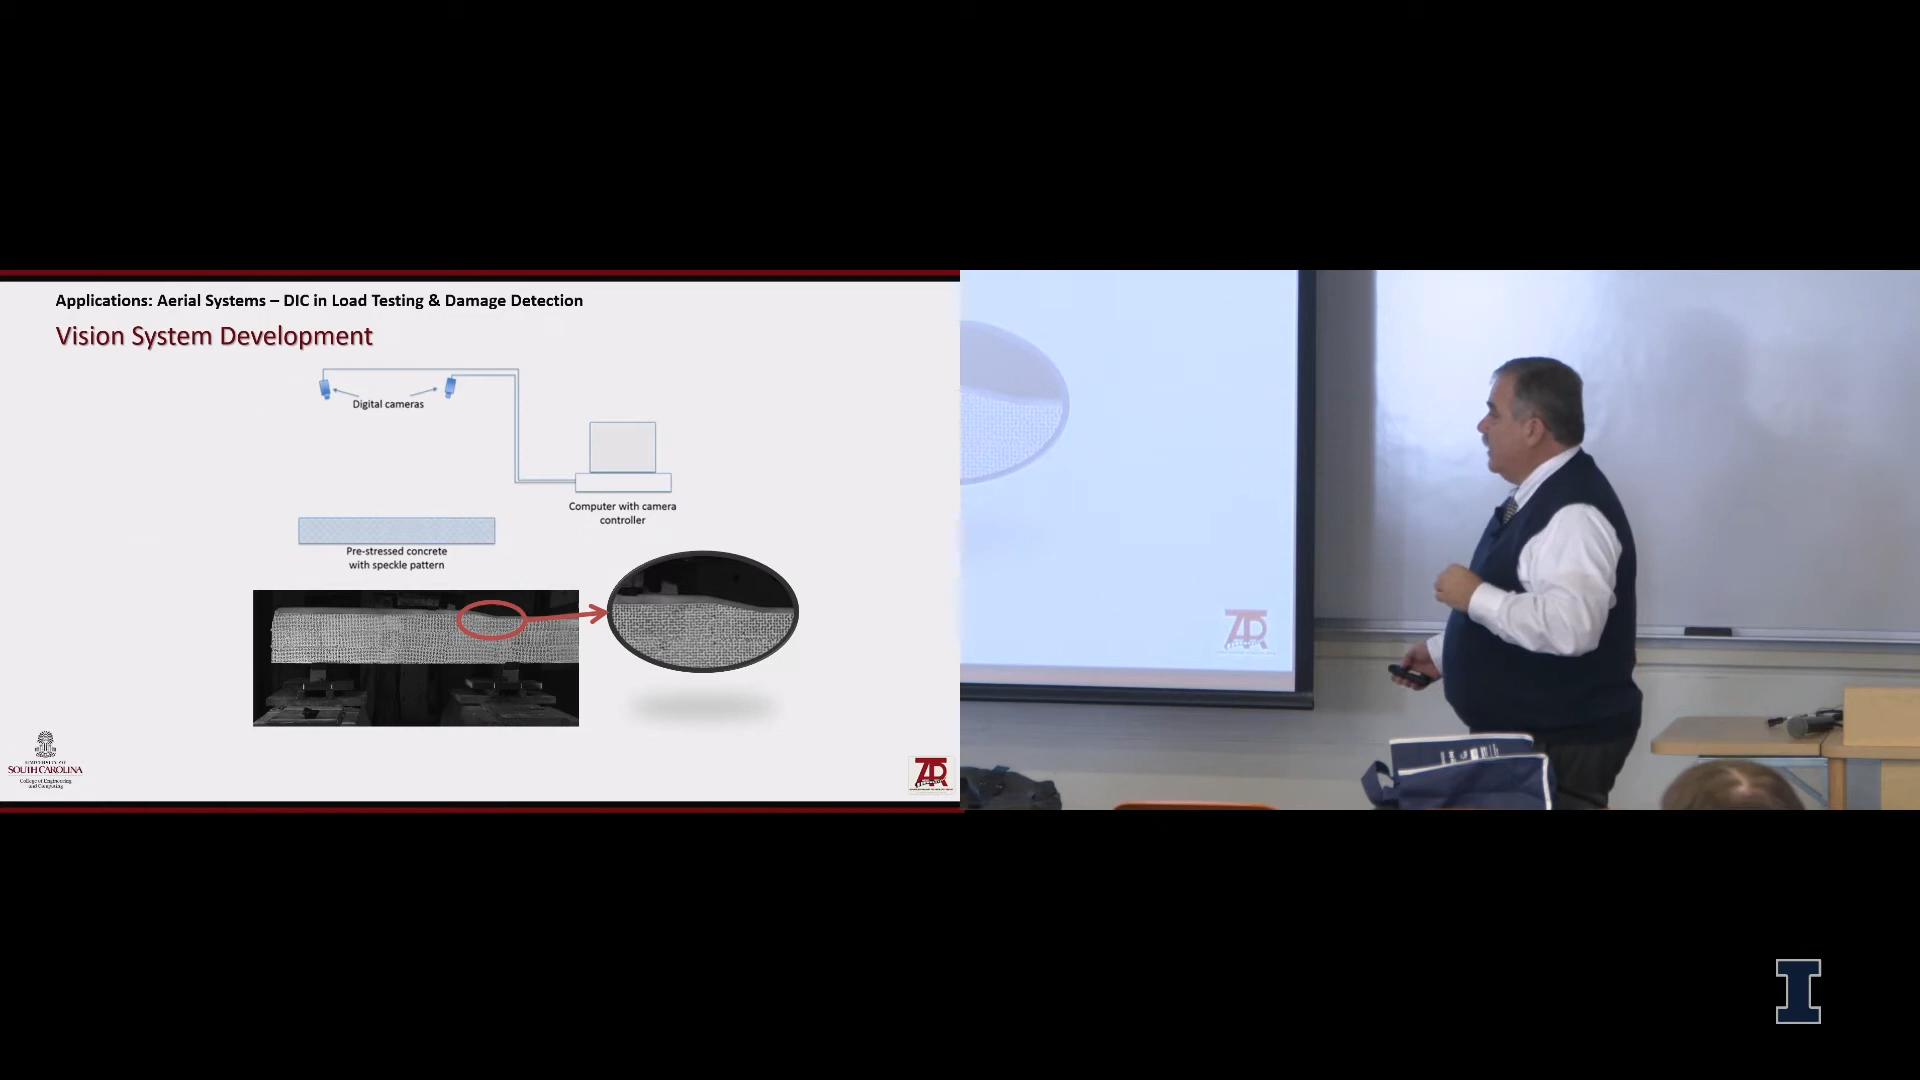 Applications: Aerial Systems – DIC in Load Testing & Damage Detection
Vision System Development
Digital cameras
Computer with camera
controller
Pre-stressed concrete
with speckle pattern
UNIVERSITY OF
SOUTH CAROLINA
College of Engineering
and Computing
I